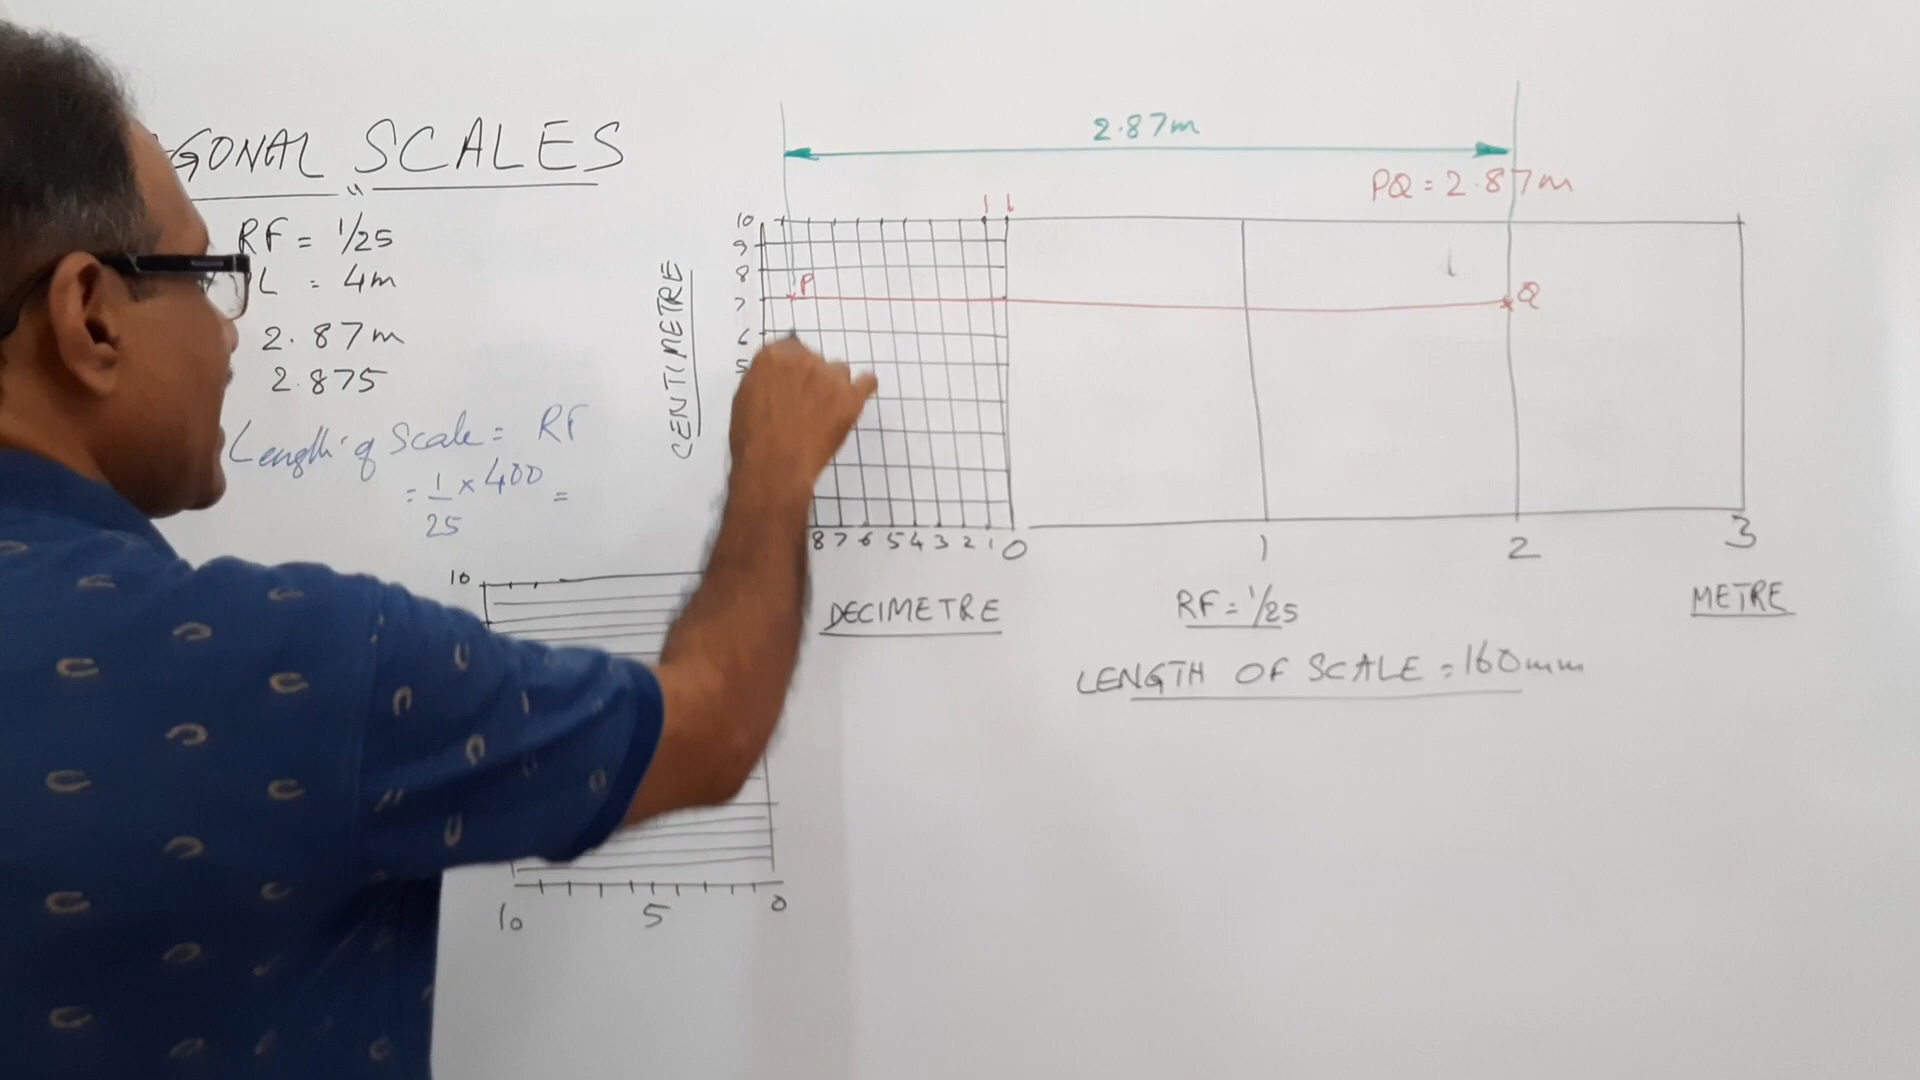 GONAL SCALES
RF = 1/25
L = 4m
2.87m
2.875
Length of Scale = RF
= 1/25 x 400 =
10
10 5 0
2.87m
PQ = 2.87m
10
9
8
7
6
5
P
Q
CENTIMETRE
8 7 6 5 4 3 2 1 0 1 2 3
DECIMETRE
RF = 1/25
METRE
LENGTH OF SCALE = 160mm